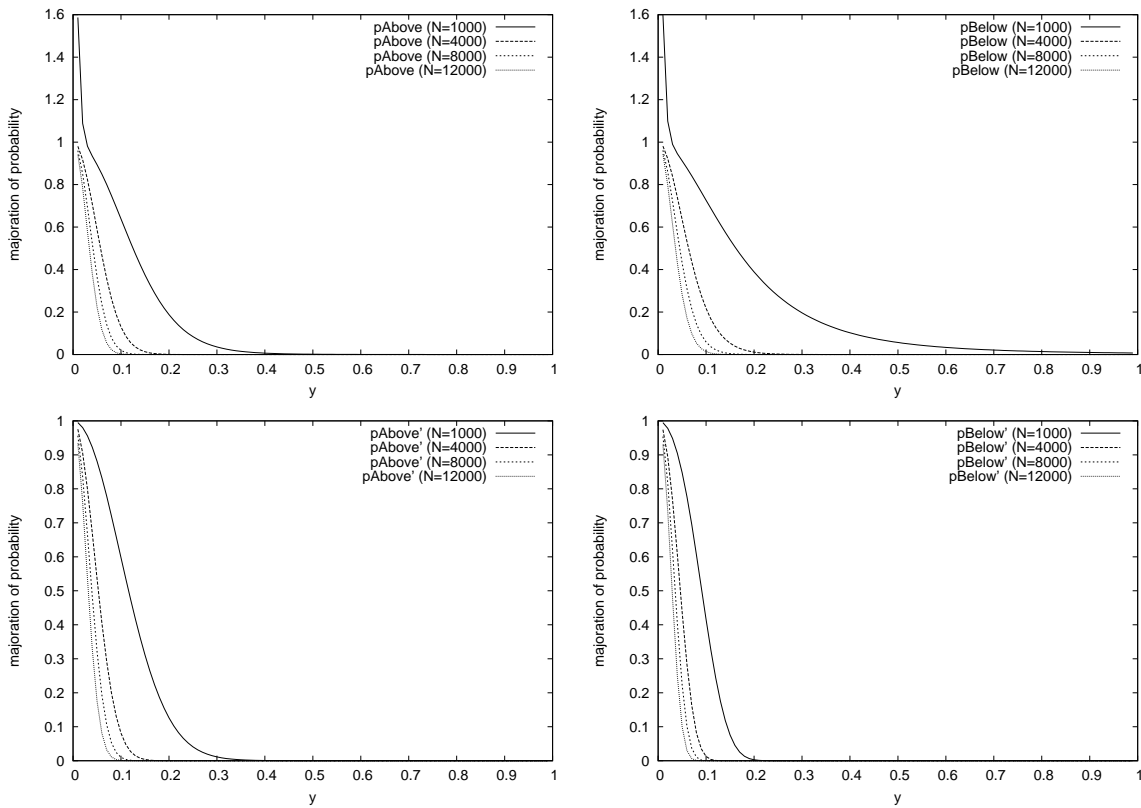 1.6
1.4
1.2
1
0.8
0.6
0.4
0.2
0
majoration of probability
0 0.1 0.2 0.3 0.4 0.5 0.6 0.7 0.8 0.9 1
y
pAbove (N=1000)
pAbove (N=4000)
pAbove (N=8000)
pAbove (N=12000)
1.6
1.4
1.2
1
0.8
0.6
0.4
0.2
0
majoration of probability
0 0.1 0.2 0.3 0.4 0.5 0.6 0.7 0.8 0.9 1
y
pBelow (N=1000)
pBelow (N=4000)
pBelow (N=8000)
pBelow (N=12000)
1
0.9
0.8
0.7
0.6
0.5
0.4
0.3
0.2
0.1
0
majoration of probability
0 0.1 0.2 0.3 0.4 0.5 0.6 0.7 0.8 0.9 1
y
pAbove' (N=1000)
pAbove' (N=4000)
pAbove' (N=8000)
pAbove' (N=12000)
1
0.9
0.8
0.7
0.6
0.5
0.4
0.3
0.2
0.1
0
majoration of probability
0 0.1 0.2 0.3 0.4 0.5 0.6 0.7 0.8 0.9 1
y
pBelow' (N=1000)
pBelow' (N=4000)
pBelow' (N=8000)
pBelow' (N=12000)